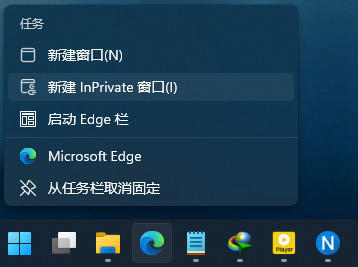 任务
新建窗口(N)
新建 InPrivate 窗口(I)
启动 Edge 栏
Microsoft Edge
从任务栏取消固定
Player
N